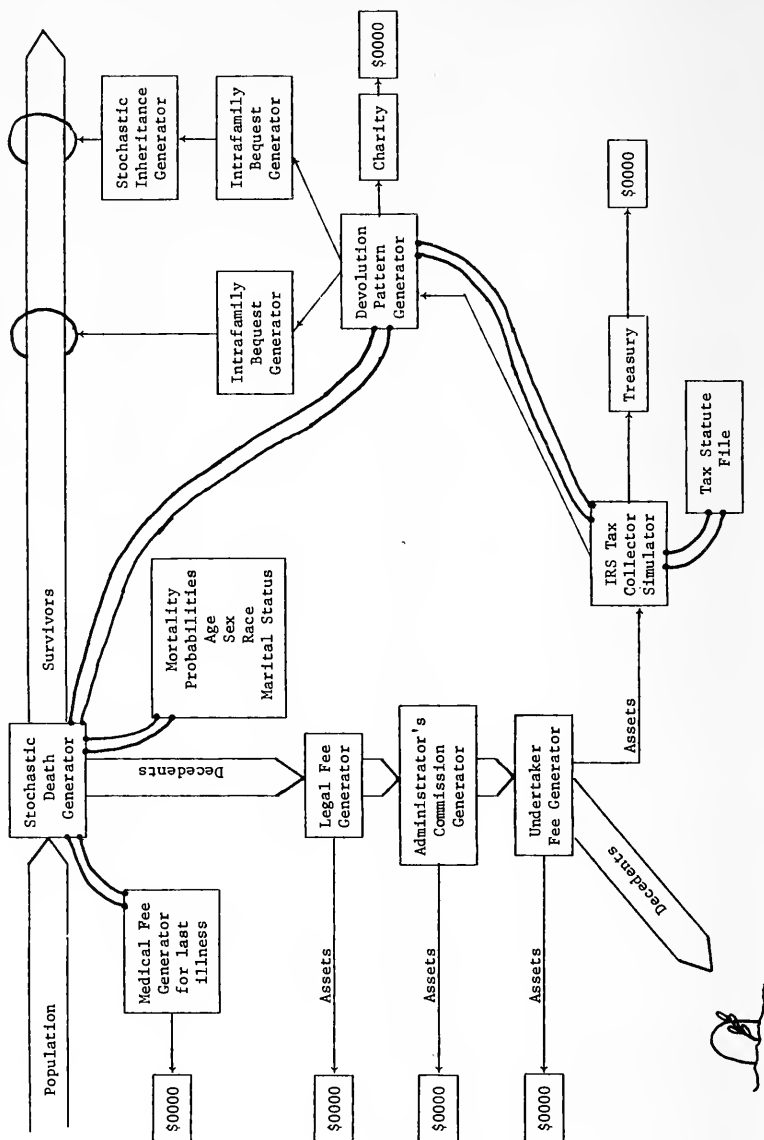 Population
Stochastic
Death
Generator
Survivors
Medical Fee
Generator
for last
illness
$0000
Mortality
Probabilities
Age
Sex
Race
Marital Status
Decedents
Legal Fee
Generator
Assets
$0000
Administrator's
Commission
Generator
Assets
$0000
Undertaker
Fee Generator
Assets
$0000
Decedents
Assets
IRS Tax
Collector
Simulator
Tax Statute
File
Treasury
$0000
Devolution
Pattern
Generator
Charity
$0000
Intrafamily
Bequest
Generator
Intrafamily
Bequest
Generator
Stochastic
Inheritance
Generator